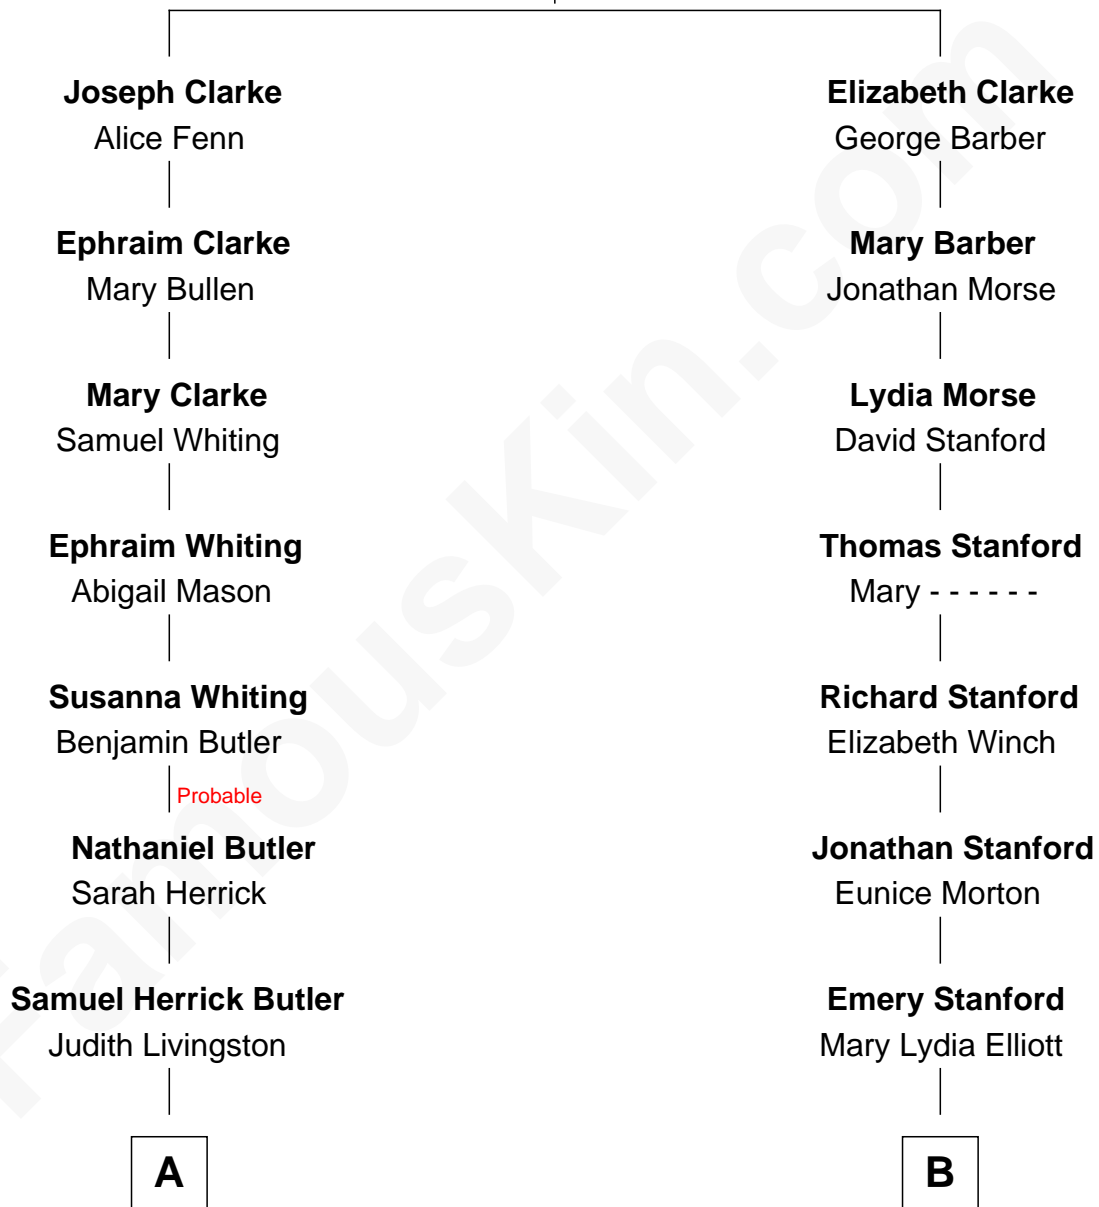 Joseph Clarke
Alice Fenn
Ephraim Clarke
Mary Bullen
Mary Clarke
Samuel Whiting
Ephraim Whiting
Abigail Mason
Susanna Whiting
Benjamin Butler
Probable
Nathaniel Butler
Sarah Herrick
Samuel Herrick Butler
Judith Livingston
A
Elizabeth Clarke
George Barber
Mary Barber
Jonathan Morse
Lydia Morse
David Stanford
Thomas Stanford
Mary - - - - - -
Richard Stanford
Elizabeth Winch
Jonathan Stanford
Eunice Morton
Emery Stanford
Mary Lydia Elliott
B
FamousKin.com